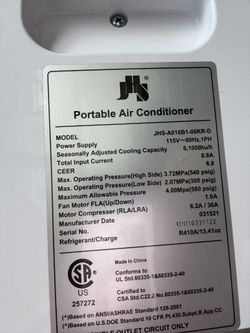 JHS
Portable Air Conditioner
MODEL JHS-A016B1-06KR-D
Power Supply 115V~60Hz,1PH
Seasonally Adjusted Cooling Capacity 6,100Btu/h
Total Input Current 8.8A
CEER 6.8
Max. Operating Pressure(High Side) 3.72MPa(540 psig)
Max. Operating Pressure(Low Side) 2.07MPa(300 psig)
Maximum Allowable Pressure 4.00MPa(580 psig)
Fan Motor FLA(Up/Down) 1.0A
Motor Compressor (RLA/LRA) 6.2A / 36A
Manufacturer Date 031521
Serial No.
Refrigerant/Charge R410A/13.41oz
Made in China
Conforms to
UL Std.60335-1&60335-2-40
Certified to
CSA Std.C22.2 No.60335-1&60335-2-40
US
257272
(*)Based on ANSI/ASHRAE Standard 128-2001
(*)Based on U.S.DOE Standard 10 CFR Pt.430,
Subpt.B App.CC
SINGLE OUTLET CIRCUIT ONLY